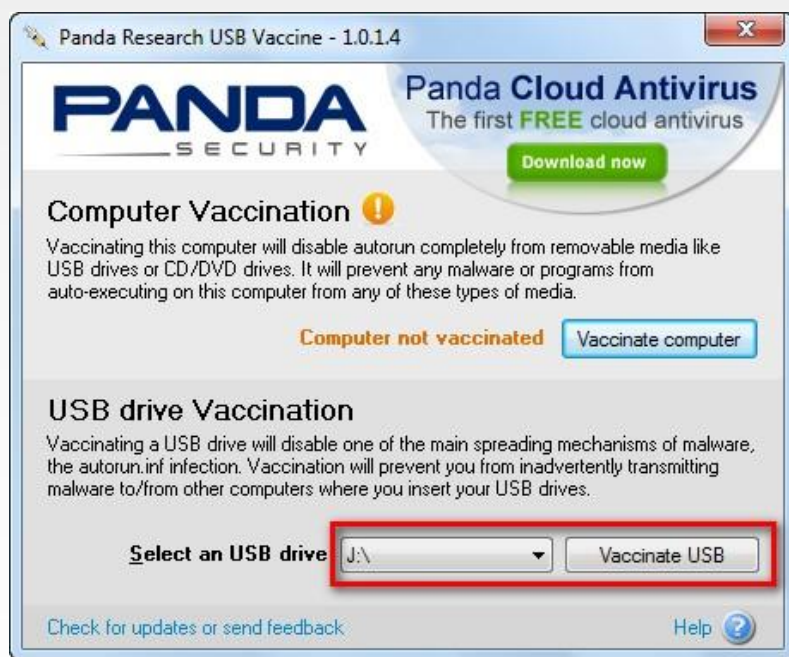 Panda Research USB Vaccine - 1.0.1.4
PANDA
SECURITY
Panda Cloud Antivirus
The first FREE cloud antivirus
Download now
Computer Vaccination
Vaccinating this computer will disable autorun completely from removable media like
USB drives or CD/DVD drives. It will prevent any malware or programs from
auto-executing on this computer from any of these types of media.
Computer not vaccinated
Vaccinate computer
USB drive Vaccination
Vaccinating a USB drive will disable one of the main spreading mechanisms of malware,
the autorun.inf infection. Vaccination will prevent you from inadvertently transmitting
malware to/from other computers where you insert your USB drives.
Select an USB drive
J:\
Vaccinate USB
Check for updates or send feedback
Help